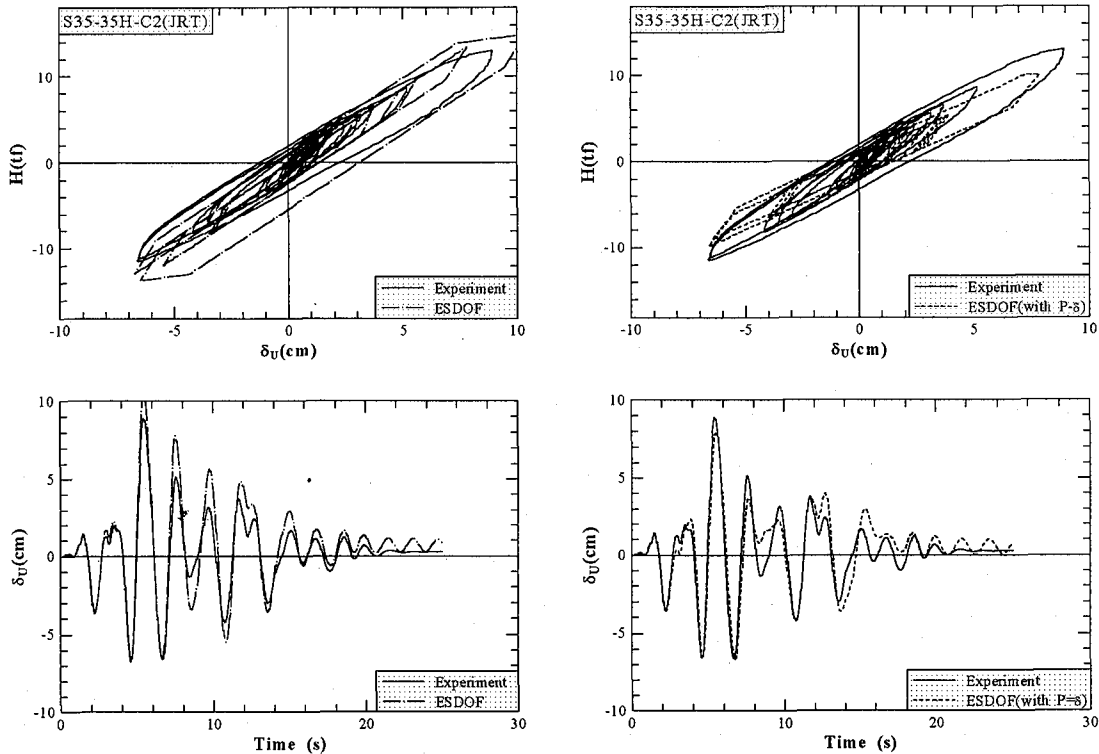 S35-35H-C2(JRT)
10
0
-10
H(tf)
Experiment
ESDOF
-10
-5
0
5
10
δU(cm)
S35-35H-C2(JRT)
10
0
-10
H(tf)
Experiment
ESDOF(with P-δ)
-10
-5
0
5
10
δU(cm)
10
5
0
-5
-10
δU(cm)
Experiment
ESDOF
0
10
20
30
Time (s)
10
5
0
-5
-10
δU(cm)
Experiment
ESDOF(with P-δ)
0
10
20
30
Time (s)